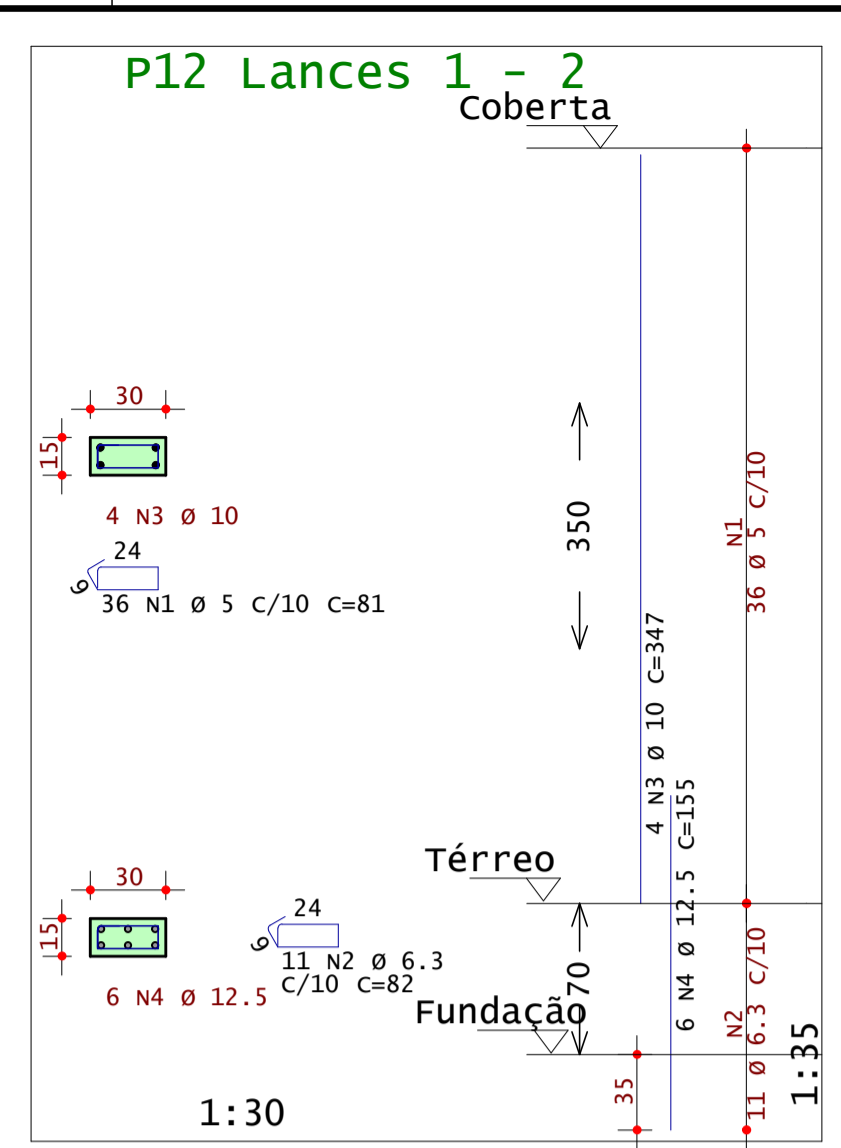 P12 Lances 1 - 2
Coberta
30
15
4 N3 Ø 10
24
9
36 N1 Ø 5 C/10 C=81
350
4 N3 Ø 10 C=347
N1
36 Ø 5 C/10
Térreo
30
15
6 N4 Ø 12.5
24
9
11 N2 Ø 6.3
C/10 C=82
70
6 N4 Ø 12.5 C=155
N2
11 Ø 6.3 C/10
Fundação
35
1:30
1:35